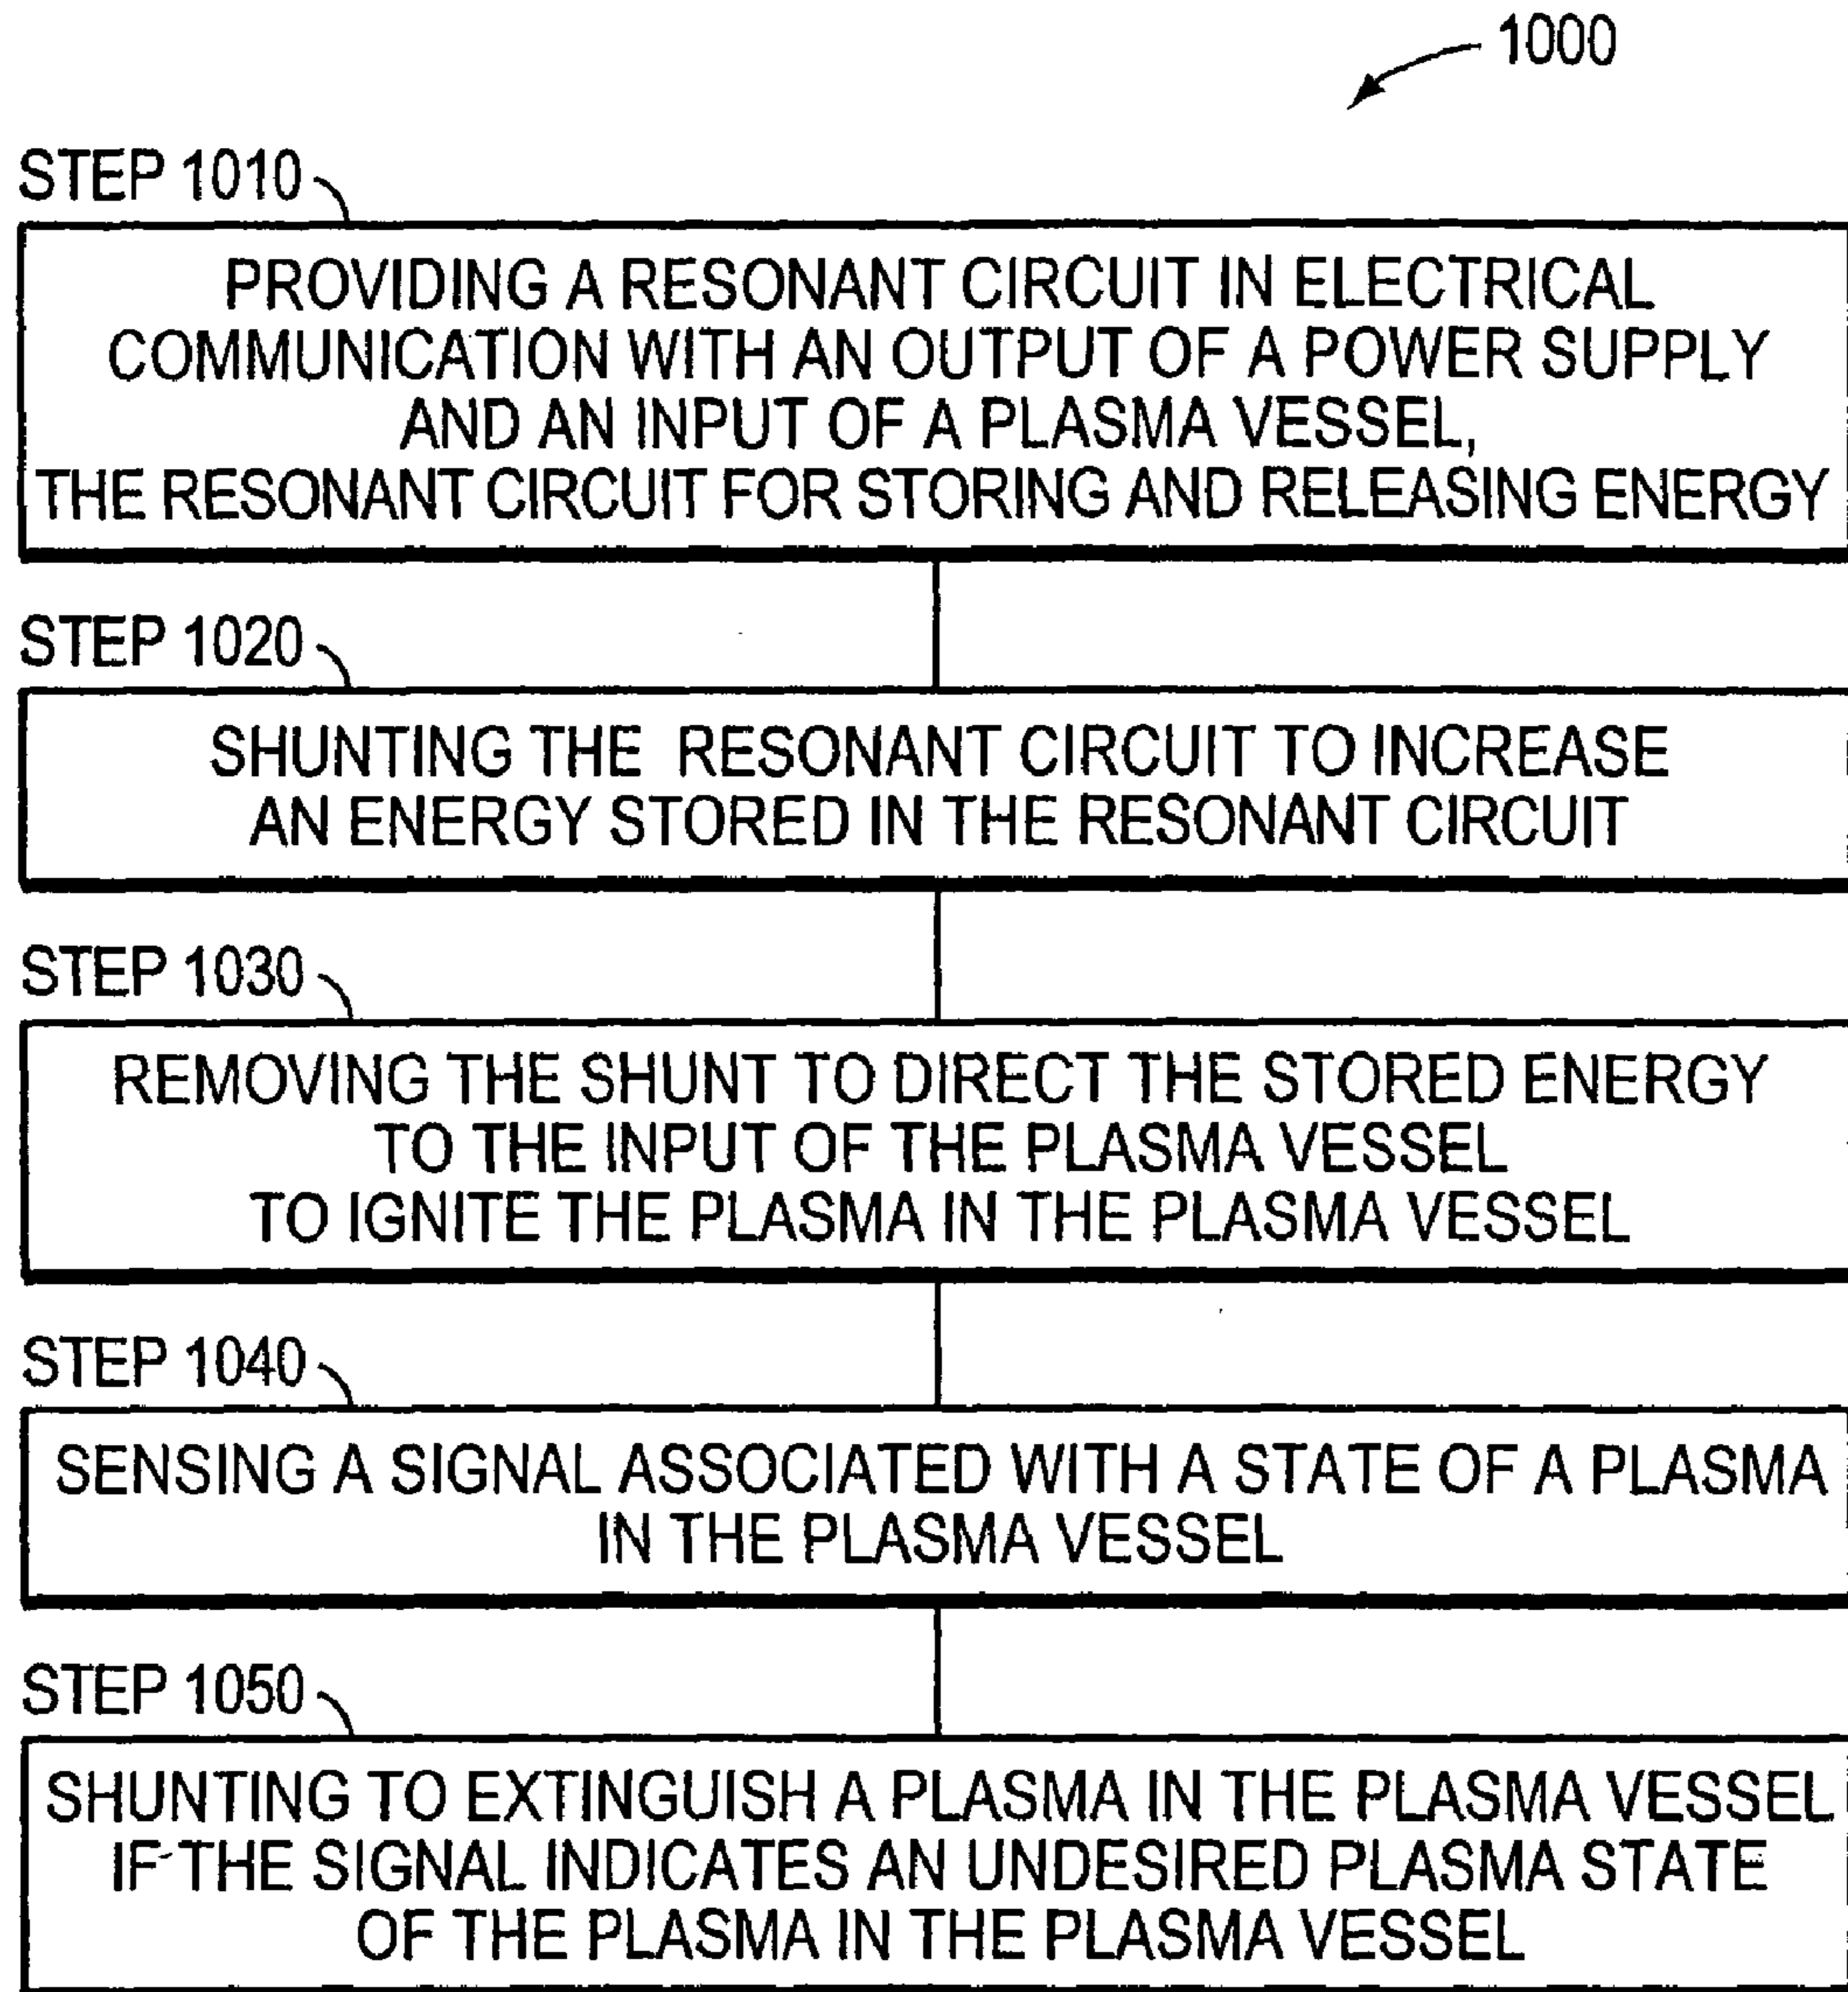 1000
STEP 1010
PROVIDING A RESONANT CIRCUIT IN ELECTRICAL
COMMUNICATION WITH AN OUTPUT OF A POWER SUPPLY
AND AN INPUT OF A PLASMA VESSEL,
THE RESONANT CIRCUIT FOR STORING AND RELEASING ENERGY
STEP 1020
SHUNTING THE RESONANT CIRCUIT TO INCREASE
AN ENERGY STORED IN THE RESONANT CIRCUIT
STEP 1030
REMOVING THE SHUNT TO DIRECT THE STORED ENERGY
TO THE INPUT OF THE PLASMA VESSEL
TO IGNITE THE PLASMA IN THE PLASMA VESSEL
STEP 1040
SENSING A SIGNAL ASSOCIATED WITH A STATE OF A PLASMA
IN THE PLASMA VESSEL
STEP 1050
SHUNTING TO EXTINGUISH A PLASMA IN THE PLASMA VESSEL
IF THE SIGNAL INDICATES AN UNDESIRED PLASMA STATE
OF THE PLASMA IN THE PLASMA VESSEL